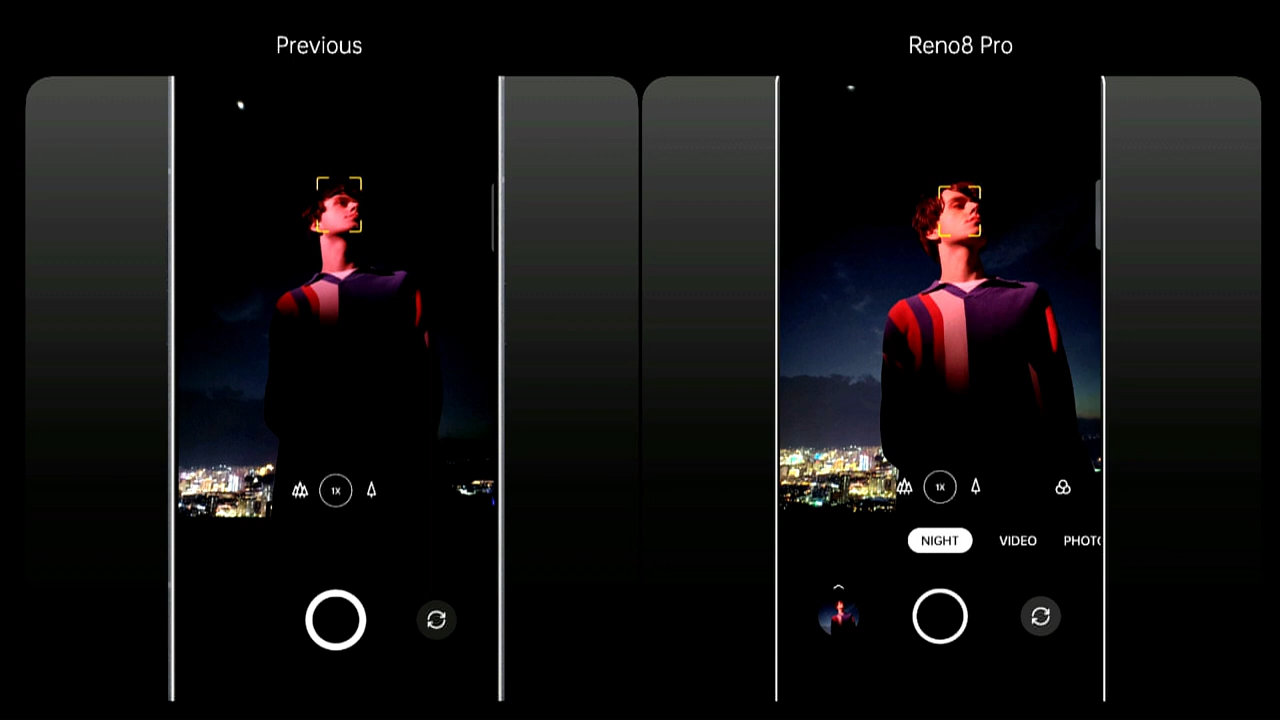 Previous
Reno8 Pro
1X
1X
NIGHT
VIDEO
PHOTO